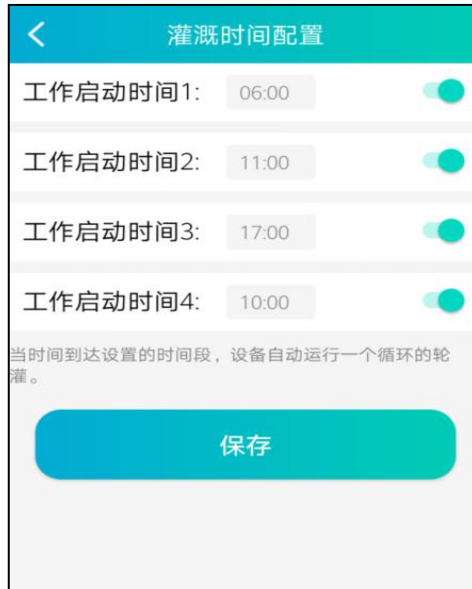 灌溉时间配置
工作启动时间1: 06:00
工作启动时间2: 11:00
工作启动时间3: 17:00
工作启动时间4: 10:00
当时间到达设置的时间段，设备自动运行一个循环的轮
灌。
保存